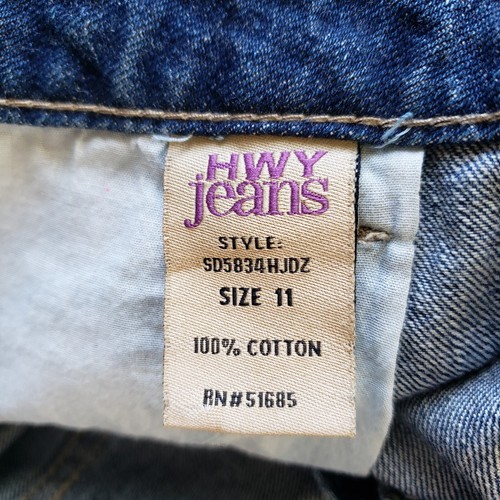 HWY
jeans
STYLE:
SD5834HJDZ
SIZE 11
100% COTTON
RN#51685